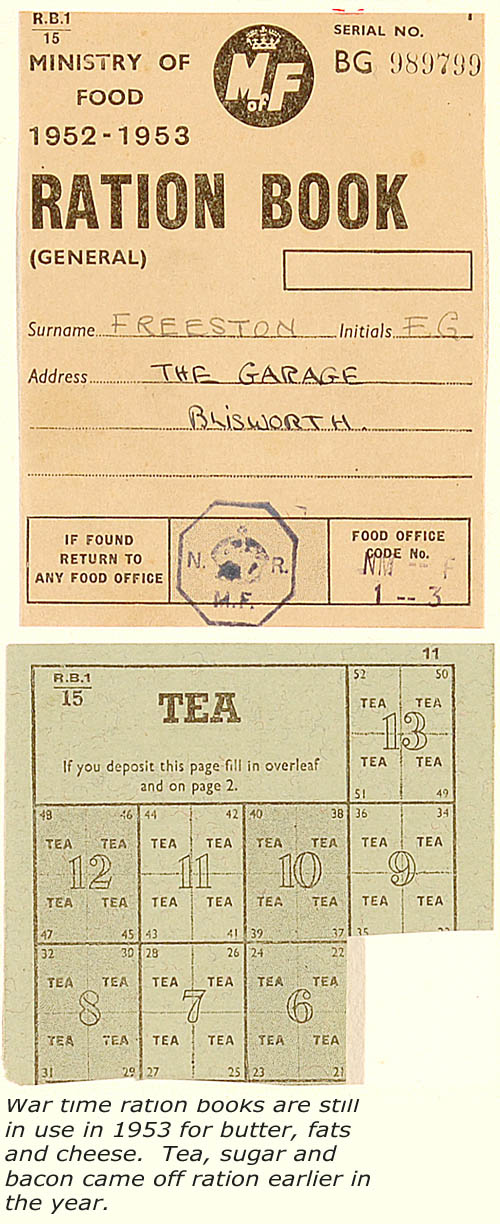 R.B.1
15
MINISTRY OF
FOOD
1952-1953
M of F
SERIAL NO.
BG 989799
RATION BOOK
(GENERAL)
Surname FREESTON Initials F.G
Address THE GARAGE
BLISWORTH.
IF FOUND
RETURN TO
ANY FOOD OFFICE
N. R.
M.F.
FOOD OFFICE
CODE No.
NM -- F
1 -- 3
11
R.B.1
15
TEA
If you deposit this page fill in overleaf
and on page 2.
52 50
TEA TEA
13
TEA TEA
51 49
48 46 44 42 40 38 36 34
TEA TEA TEA TEA TEA TEA TEA TEA
12 11 10 9
TEA TEA TEA TEA TEA TEA TEA TEA
47 45 43 41 39 37 35 33
32 30 28 26 24 22
TEA TEA TEA TEA TEA TEA
8 7 6
TEA TEA TEA TEA TEA TEA
31 29 27 25 23 21
War time ration books are still
in use in 1953 for butter, fats
and cheese. Tea, sugar and
bacon came off ration earlier in
the year.